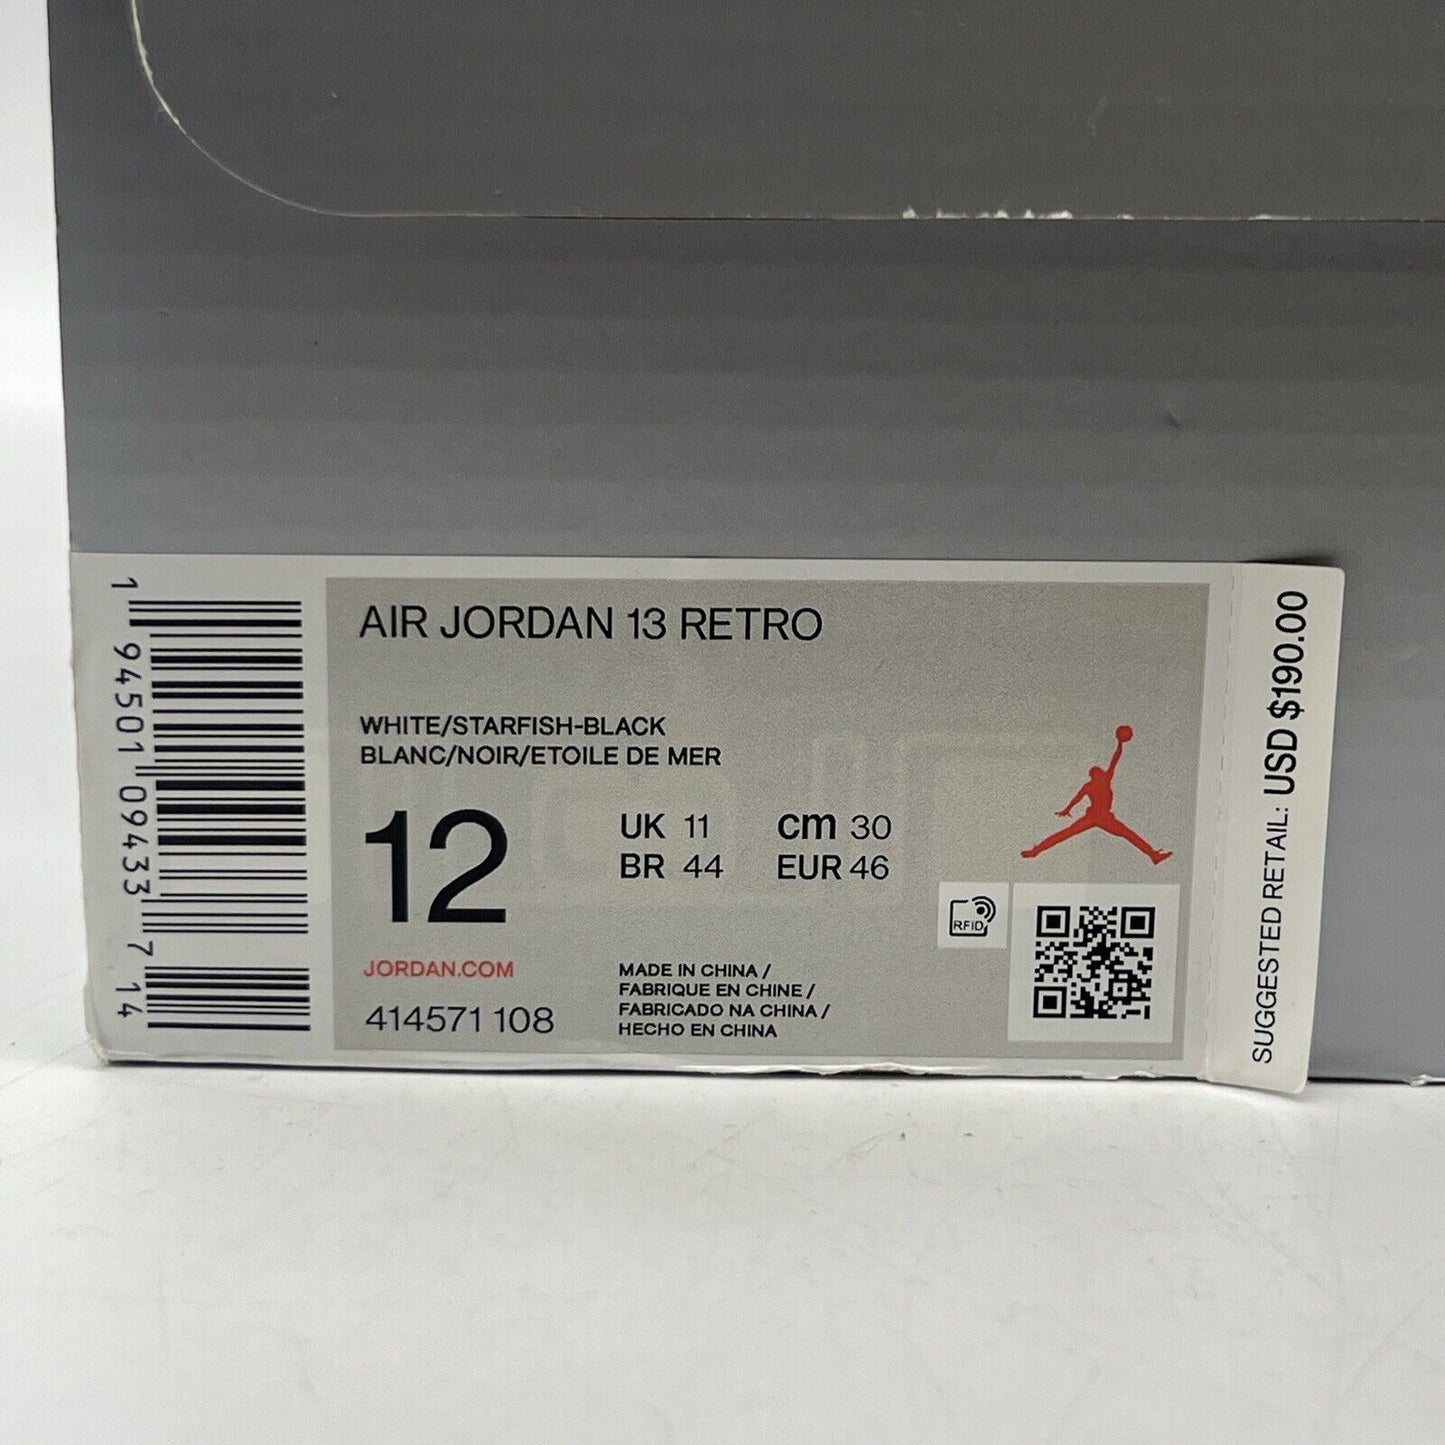 1 94501 09433 7 14
AIR JORDAN 13 RETRO
WHITE/STARFISH-BLACK
BLANC/NOIR/ETOILE DE MER
12
UK 11
cm 30
BR 44
EUR 46
JORDAN.COM
414571 108
MADE IN CHINA /
FABRIQUE EN CHINE /
FABRICADO NA CHINA /
HECHO EN CHINA
RFID
SUGGESTED RETAIL: USD $190.00